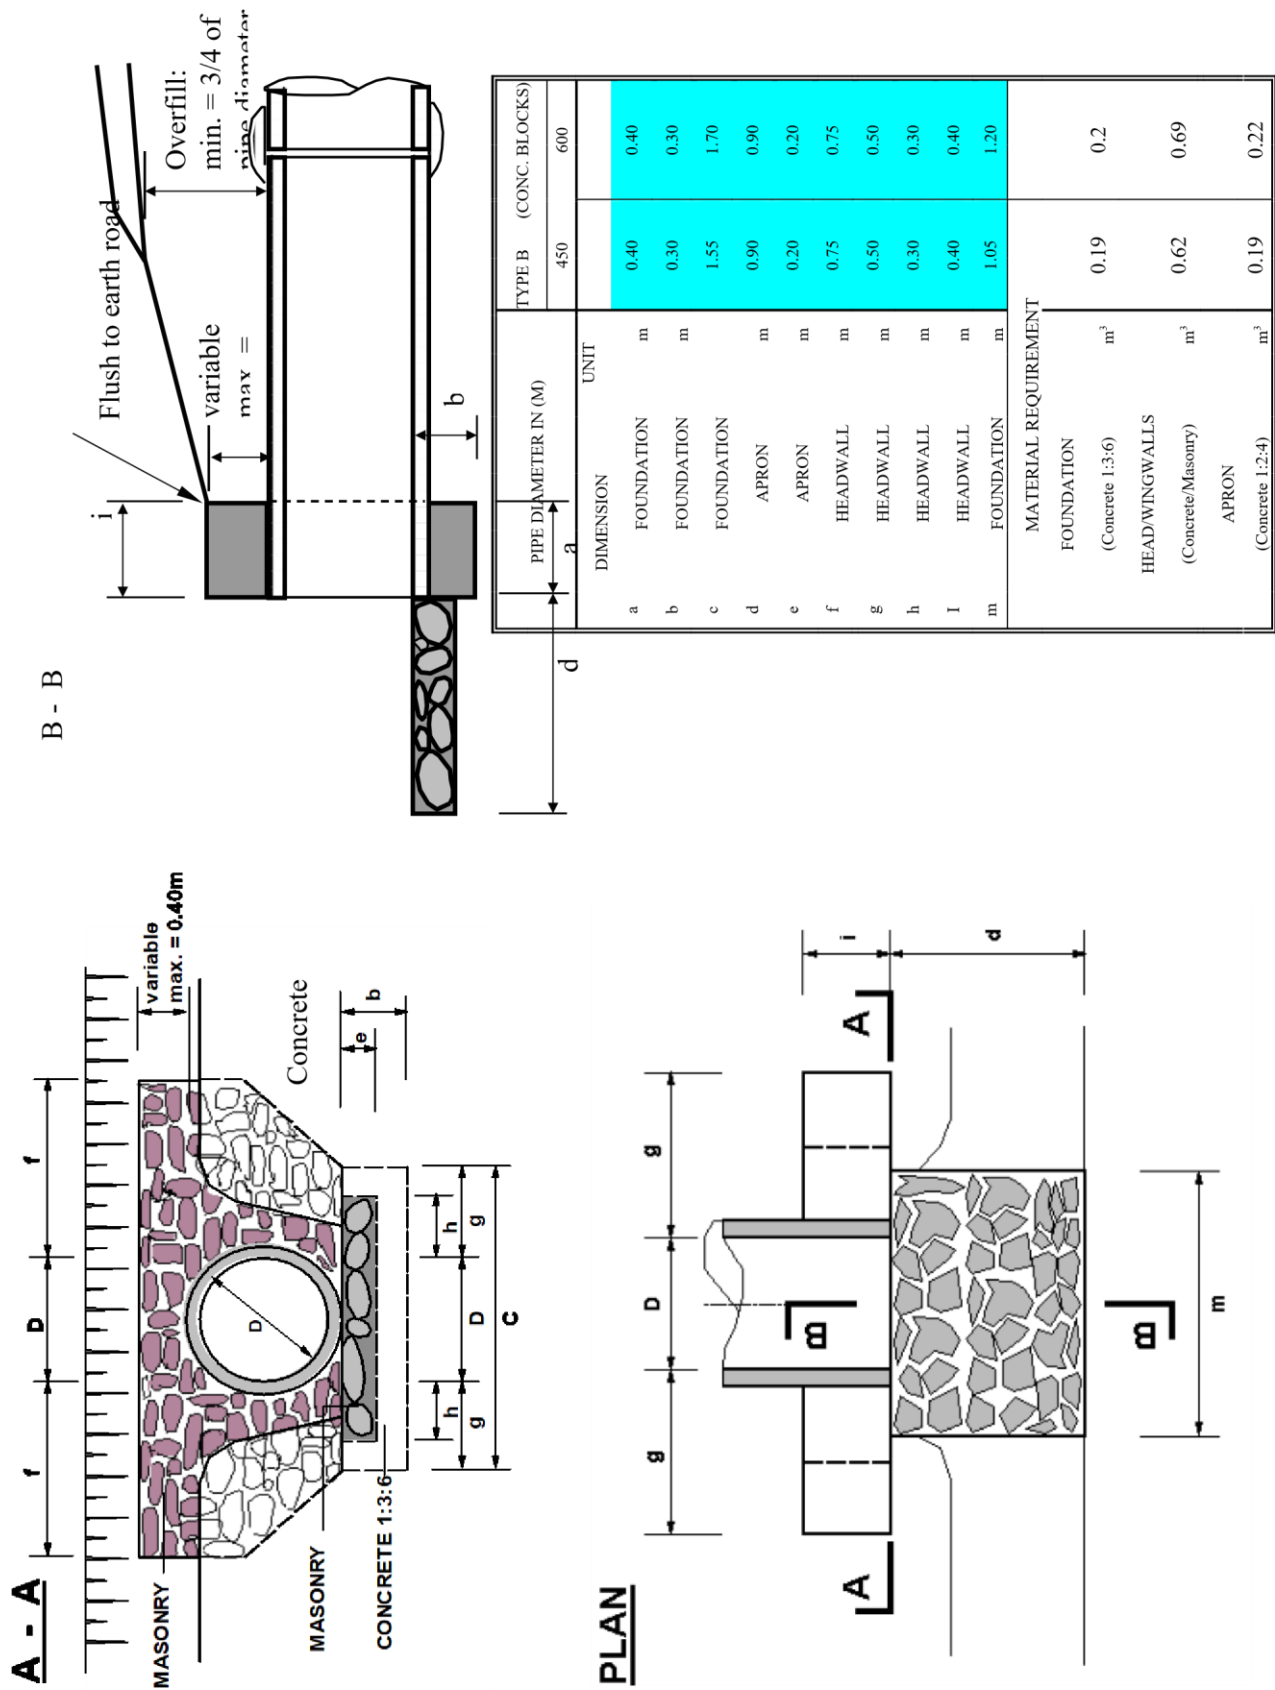 A - A
f
D
f
variable
max. = 0.40m
MASONRY
D
Concrete
e
b
MASONRY
CONCRETE 1:3:6
h
h
g
D
g
C
B - B
i
Flush to earth road
variable
max =
Overfill:
min. = 3/4 of
pipe diameter
b
a
d
PLAN
g
D
g
i
d
A
A
B
B
m
PIPE DIAMETER IN (M) TYPE B (CONC. BLOCKS)
450 600
DIMENSION UNIT
a FOUNDATION m 0.40 0.40
b FOUNDATION m 0.30 0.30
c FOUNDATION 1.55 1.70
d APRON m 0.90 0.90
e APRON m 0.20 0.20
f HEADWALL m 0.75 0.75
g HEADWALL m 0.50 0.50
h HEADWALL m 0.30 0.30
I HEADWALL m 0.40 0.40
m FOUNDATION m 1.05 1.20
MATERIAL REQUIREMENT
FOUNDATION
(Concrete 1:3:6) m³ 0.19 0.2
HEAD/WINGWALLS
(Concrete/Masonry) m³ 0.62 0.69
APRON
(Concrete 1:2:4) m³ 0.19 0.22